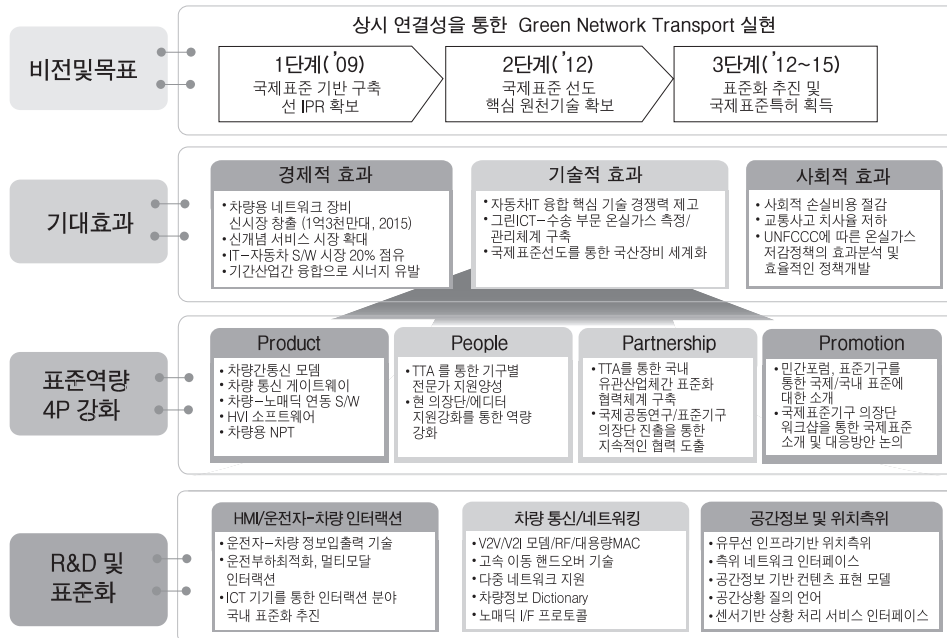 상시 연결성을 통한 Green Network Transport 실현
비전및목표
1단계('09)
국제표준 기반 구축
선 IPR 확보
2단계('12)
국제표준 선도
핵심 원천기술 확보
3단계('12~15)
표준화 추진 및
국제표준특허 획득
기대효과
경제적 효과
•차량용 네트워크 장비
신시장 창출 (1억3천만대, 2015)
•신개념 서비스 시장 확대
•IT-자동차 S/W 시장 20% 점유
•기간산업간 융합으로 시너지 유발
기술적 효과
•자동차IT 융합 핵심 기술 경쟁력 제고
•그린ICT-수송 부문 온실가스 측정/
관리체계 구축
•국제표준선도를 통한 국산장비 세계화
사회적 효과
•사회적 손실비용 절감
•교통사고 치사율 저하
•UNFCCC에 따른 온실가스
저감정책의 효과분석 및
효율적인 정책개발
표준역량
4P 강화
Product
•차량간통신 모뎀
•차량 통신 게이트웨이
•차량-노매딕 연동 S/W
•HVI 소프트웨어
•차량용 NPT
People
•TTA 를 통한 기구별
전문가 지원양성
•현 의장단/에디터
지원강화를 통한 역량
강화
Partnership
•TTA를 통한 국내
유관산업체간 표준화
협력체계 구축
•국제공동연구/표준기구
의장단 진출을 통한
지속적인 협력 도출
Promotion
•민간포럼, 표준기구를
통한 국제/국내 표준에
대한 소개
•국제표준기구 의장단
워크샵을 통한 국제표준
소개 및 대응방안 논의
R&D 및
표준화
HMI/운전자-차량 인터랙션
•운전자-차량 정보입출력 기술
•운전부하최적화, 멀티모달
인터랙션
•ICT 기기를 통한 인터랙션 분야
국내 표준화 추진
차량 통신/네트워킹
•V2V/V2I 모뎀/RF/대용량MAC
•고속 이동 핸드오버 기술
•다중 네트워크 지원
•차량정보 Dictionary
•노매딕 I/F 프로토콜
공간정보 및 위치측위
•유무선 인프라기반 위치측위
•측위 네트워크 인터페이스
•공간정보 기반 컨텐츠 표현 모델
•공간상황 질의 언어
•센서기반 상황 처리 서비스 인터페이스